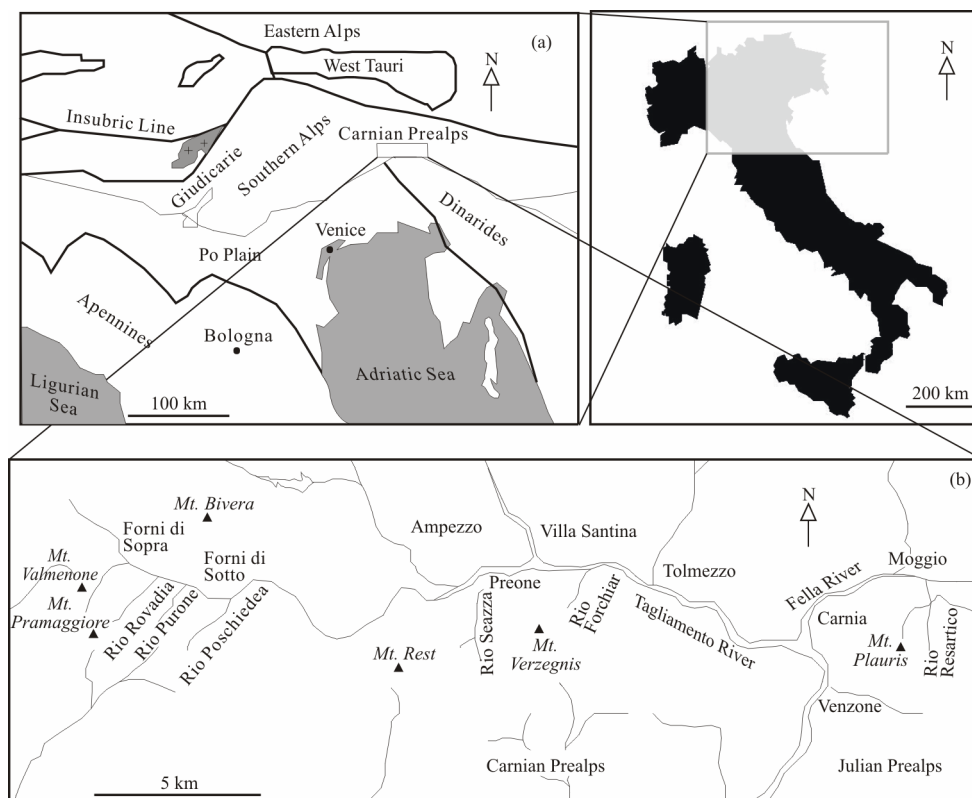 Eastern Alps
(a)
West Tauri
N
Insubric Line
Carnian Prealps
Giudicarie
Southern Alps
Dinarides
Venice
Po Plain
Apennines
Bologna
Adriatic Sea
Ligurian
Sea
100 km
N
200 km
(b)
Mt. Bivera
N
Forni di
Sopra
Ampezzo
Villa Santina
Mt.
Valmenone
Forni di
Sotto
Moggio
Preone
Tolmezzo
Fella River
Mt.
Pramaggiore
Rio Rovadia
Rio Purone
Rio Poschiedea
Rio Seazza
Rio
Forchiar
Tagliamento River
Carnia
Mt. Rest
Mt.
Verzegnis
Mt.
Plauris
Rio
Resartico
Venzone
5 km
Carnian Prealps
Julian Prealps